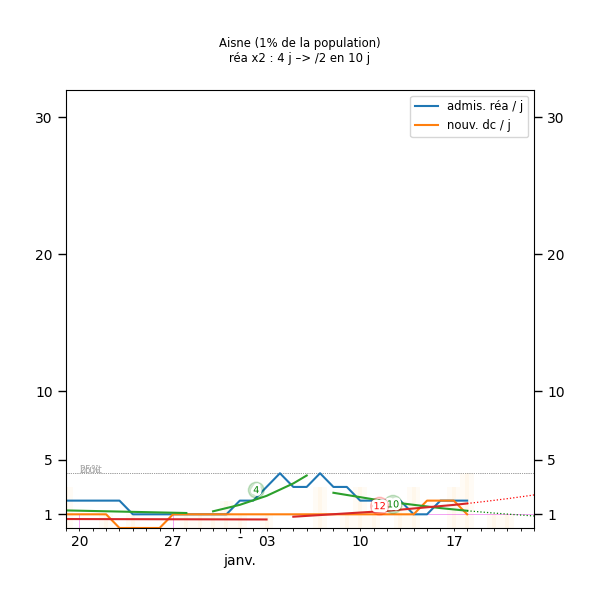 Aisne (1% de la population)
réa x2 : 4 j –> /2 en 10 j
admis. réa / j
nouv. dc / j
30 30
20 20
10 10
5 5
1 1
4
12 10
20 27 - 03 10 17
janv.